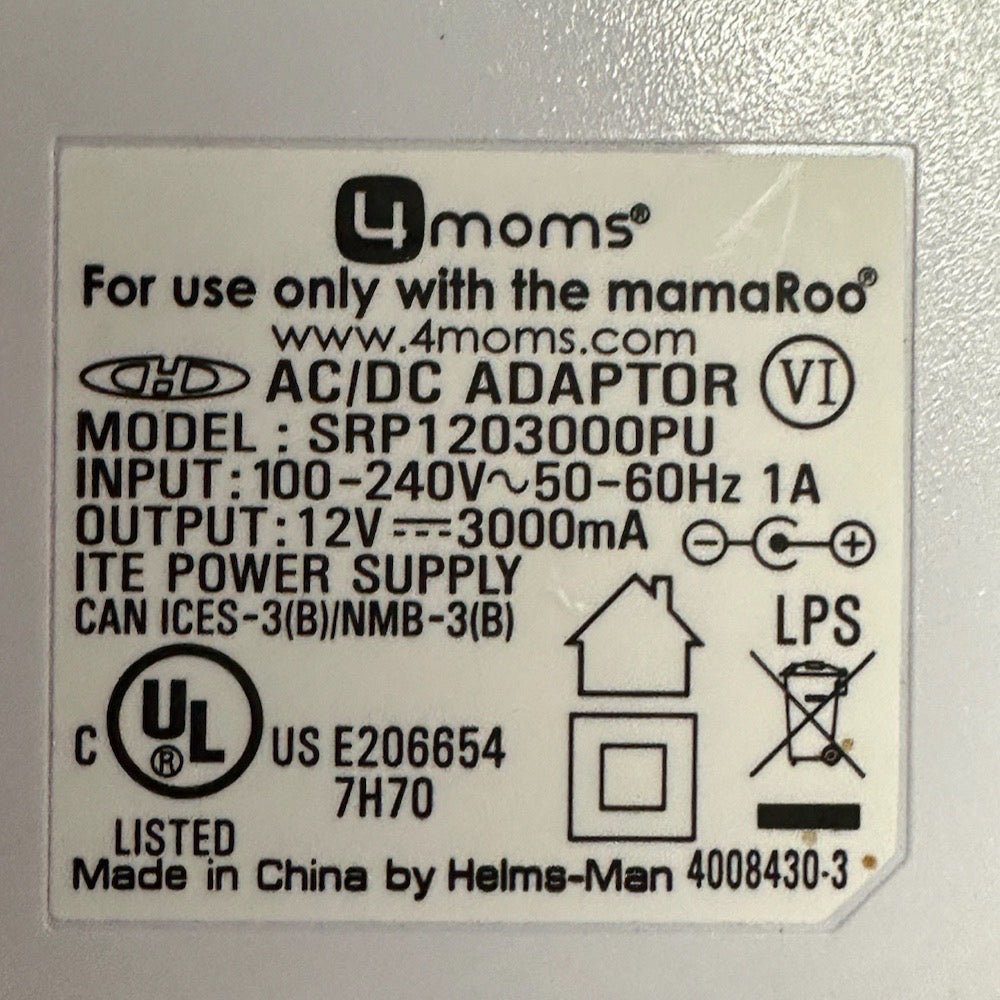 4moms®
For use only with the mamaRoo®
www.4moms.com
AC/DC ADAPTOR VI
MODEL : SRP1203000PU
INPUT: 100-240V~50-60Hz 1A
OUTPUT: 12V⎓3000mA
ITE POWER SUPPLY
CAN ICES-3(B)/NMB-3(B)
LPS
C UL® US E206654
7H70
LISTED
Made in China by Helms-Man 4008430-3